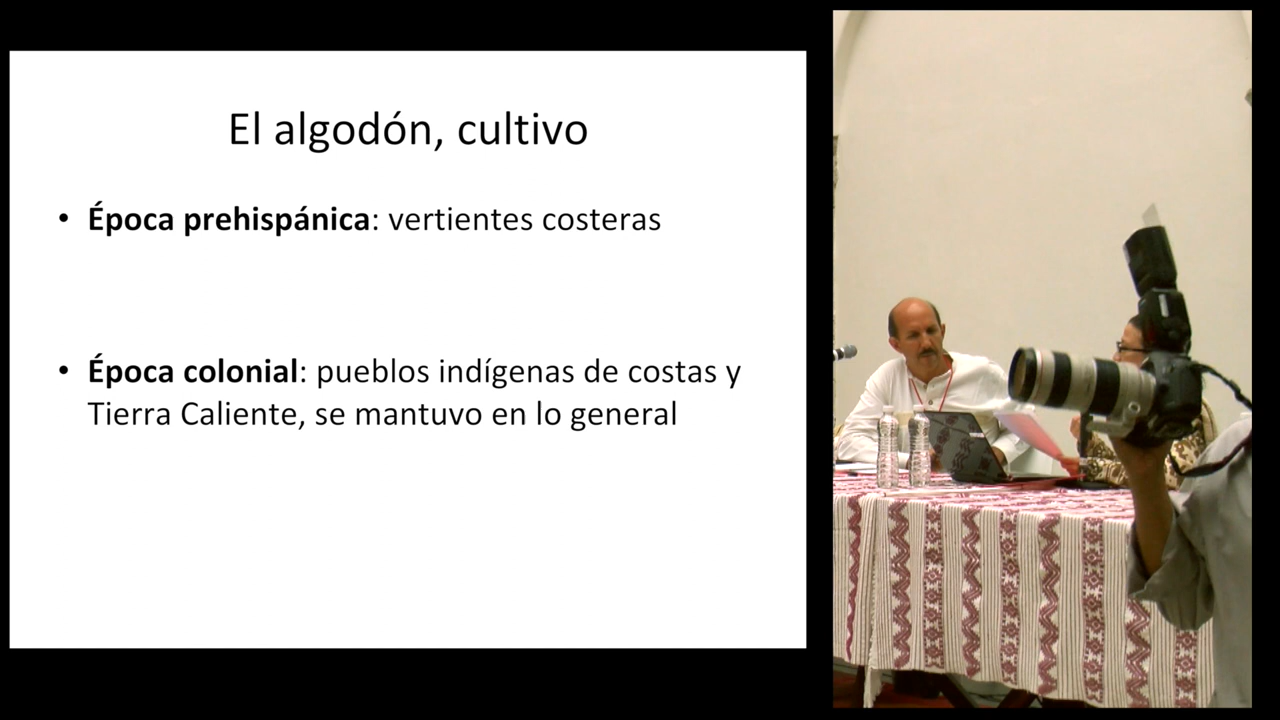 El algodón, cultivo
• Época prehispánica: vertientes costeras
• Época colonial: pueblos indígenas de costas y
Tierra Caliente, se mantuvo en lo general